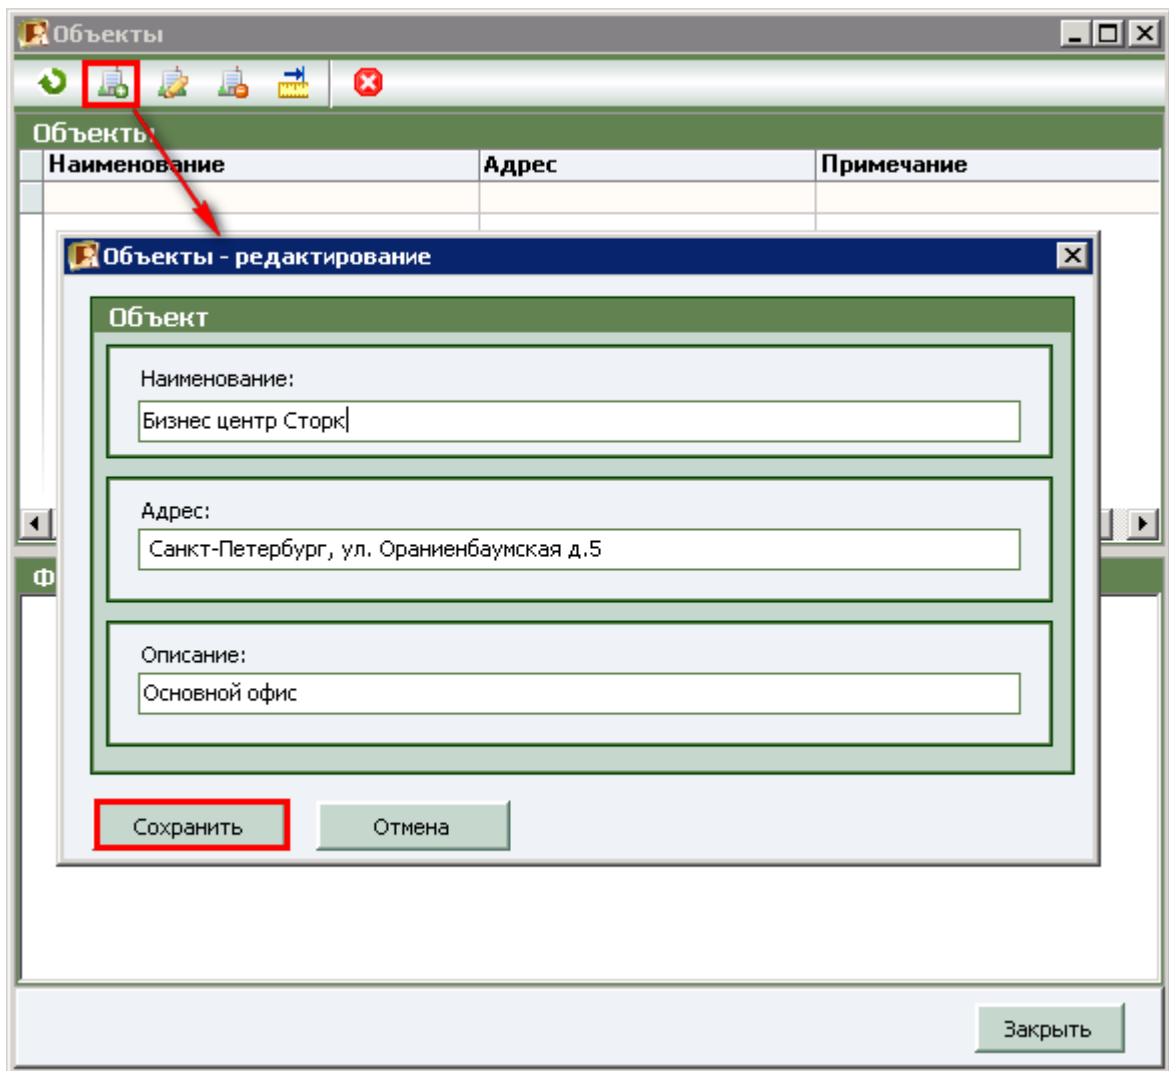 Объекты
Объекты
Наименование Адрес Примечание
Объекты - редактирование
Объект
Наименование:
Бизнес центр Сторк
Адрес:
Санкт-Петербург, ул. Ораниенбаумская д.5
Описание:
Основной офис
Ф
Сохранить Отмена
Закрыть